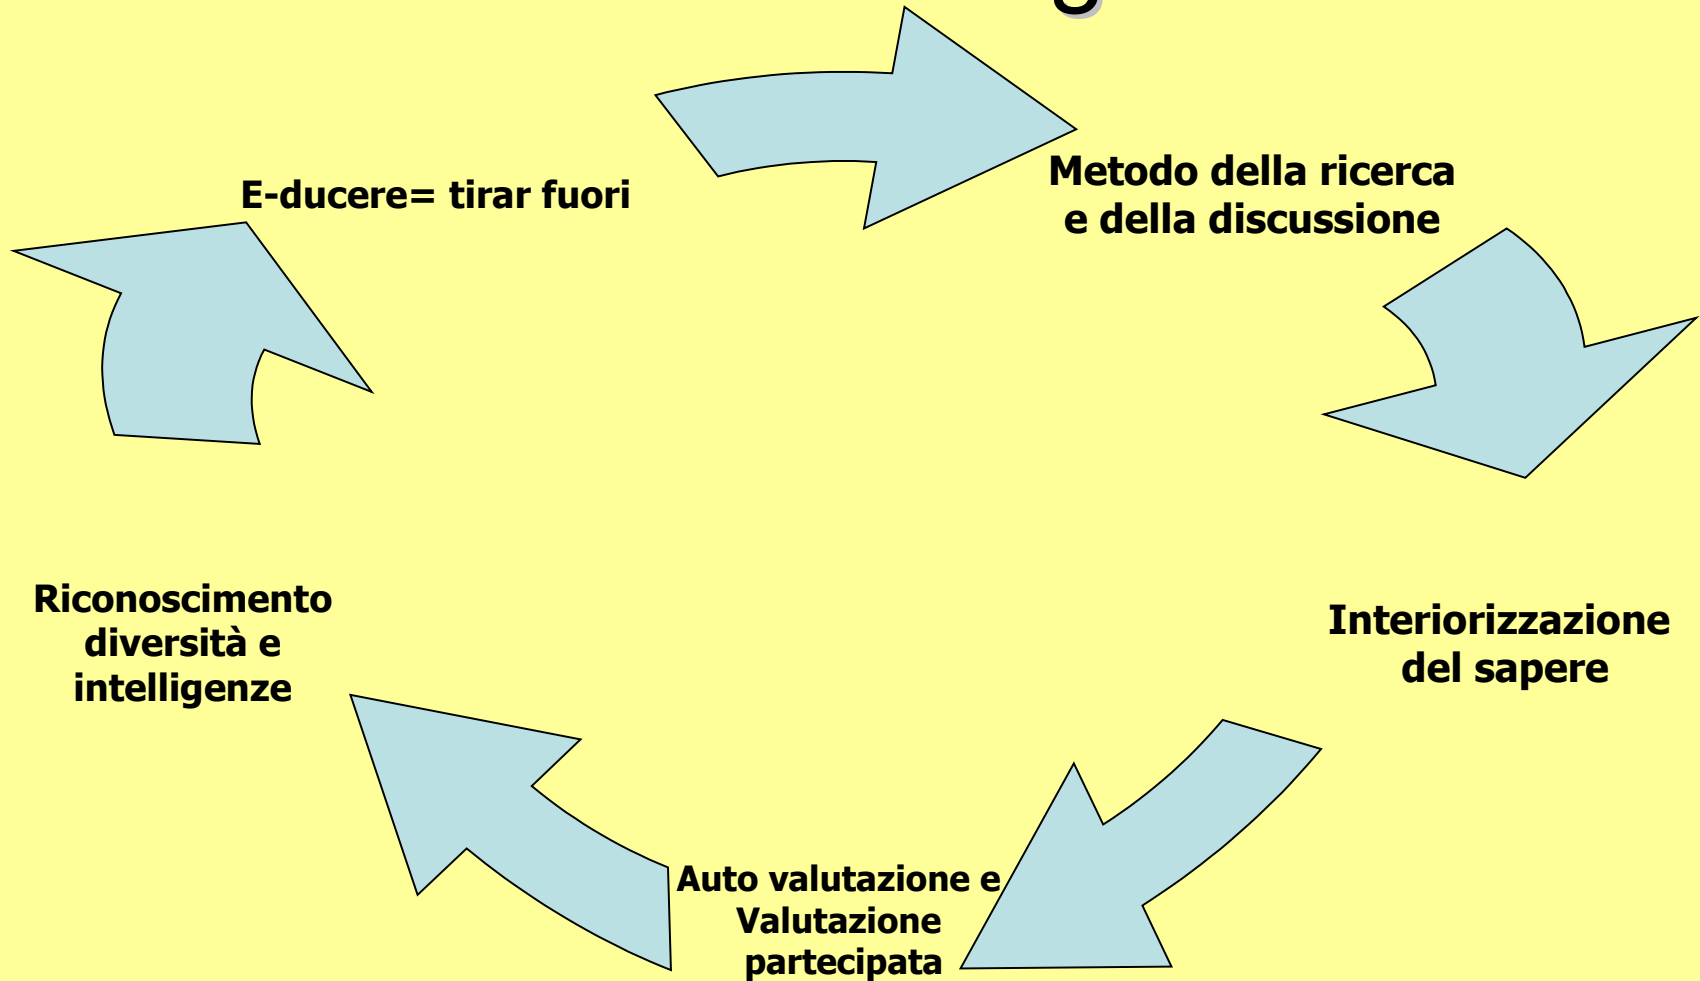 E-ducere= tirar fuori
Metodo della ricerca
e della discussione
Interiorizzazione
del sapere
Auto valutazione e
Valutazione
partecipata
Riconoscimento
diversità e
intelligenze